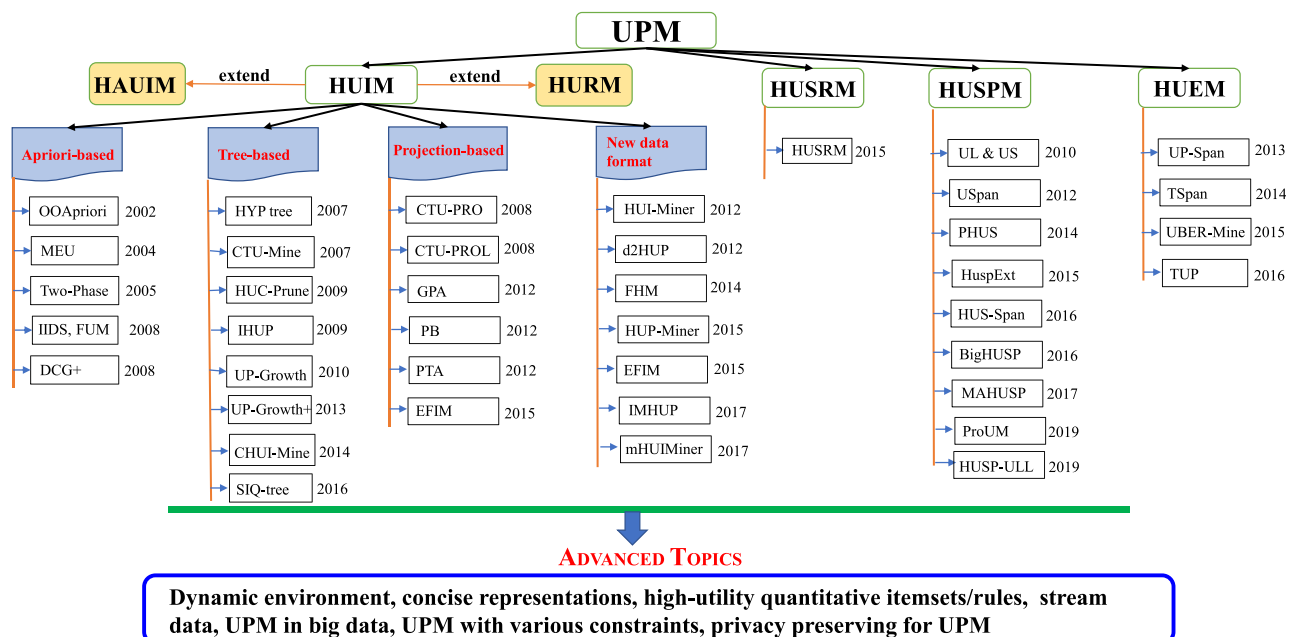 UPM
HAUIM
extend
HUIM
extend
HURM
HUSRM
HUSPM
HUEM
Apriori-based
OOApriori 2002
MEU 2004
Two-Phase 2005
IIDS, FUM 2008
DCG+ 2008
Tree-based
HYP tree 2007
CTU-Mine 2007
HUC-Prune 2009
IHUP 2009
UP-Growth 2010
UP-Growth+ 2013
CHUI-Mine 2014
SIQ-tree 2016
Projection-based
CTU-PRO 2008
CTU-PROL 2008
GPA 2012
PB 2012
PTA 2012
EFIM 2015
New data
format
HUI-Miner 2012
d2HUP 2012
FHM 2014
HUP-Miner 2015
EFIM 2015
IMHUP 2017
mHUIMiner 2017
HUSRM 2015
UL & US 2010
USpan 2012
PHUS 2014
HuspExt 2015
HUS-Span 2016
BigHUSP 2016
MAHUSP 2017
ProUM 2019
HUSP-ULL 2019
UP-Span 2013
TSpan 2014
UBER-Mine 2015
TUP 2016
ADVANCED TOPICS
Dynamic environment, concise representations, high-utility quantitative itemsets/rules, stream
data, UPM in big data, UPM with various constraints, privacy preserving for UPM